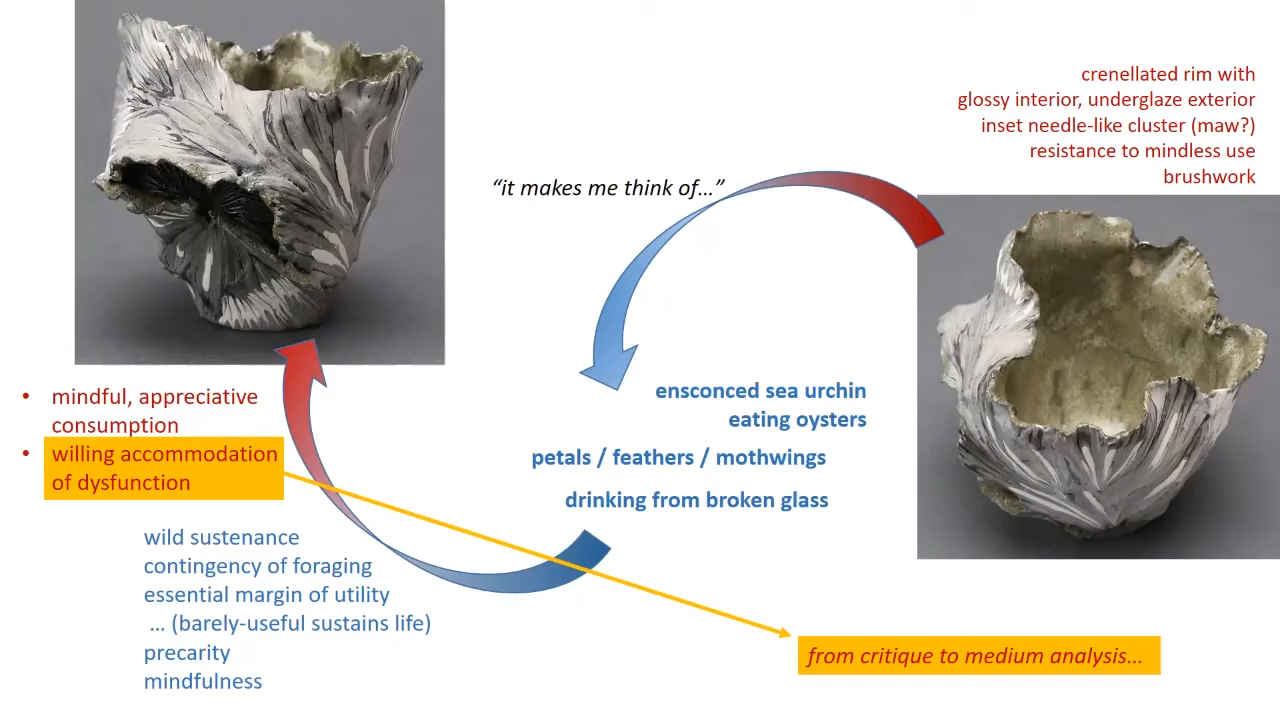 crenellated rim with
glossy interior, underglaze exterior
inset needle-like cluster (maw?)
resistance to mindless use
brushwork
“it makes me think of…”
ensconced sea urchin
eating oysters
petals / feathers / mothwings
drinking from broken glass
• mindful, appreciative
consumption
• willing accommodation
of dysfunction
wild sustenance
contingency of foraging
essential margin of utility
… (barely-useful sustains life)
precarity
mindfulness
from critique to medium analysis…